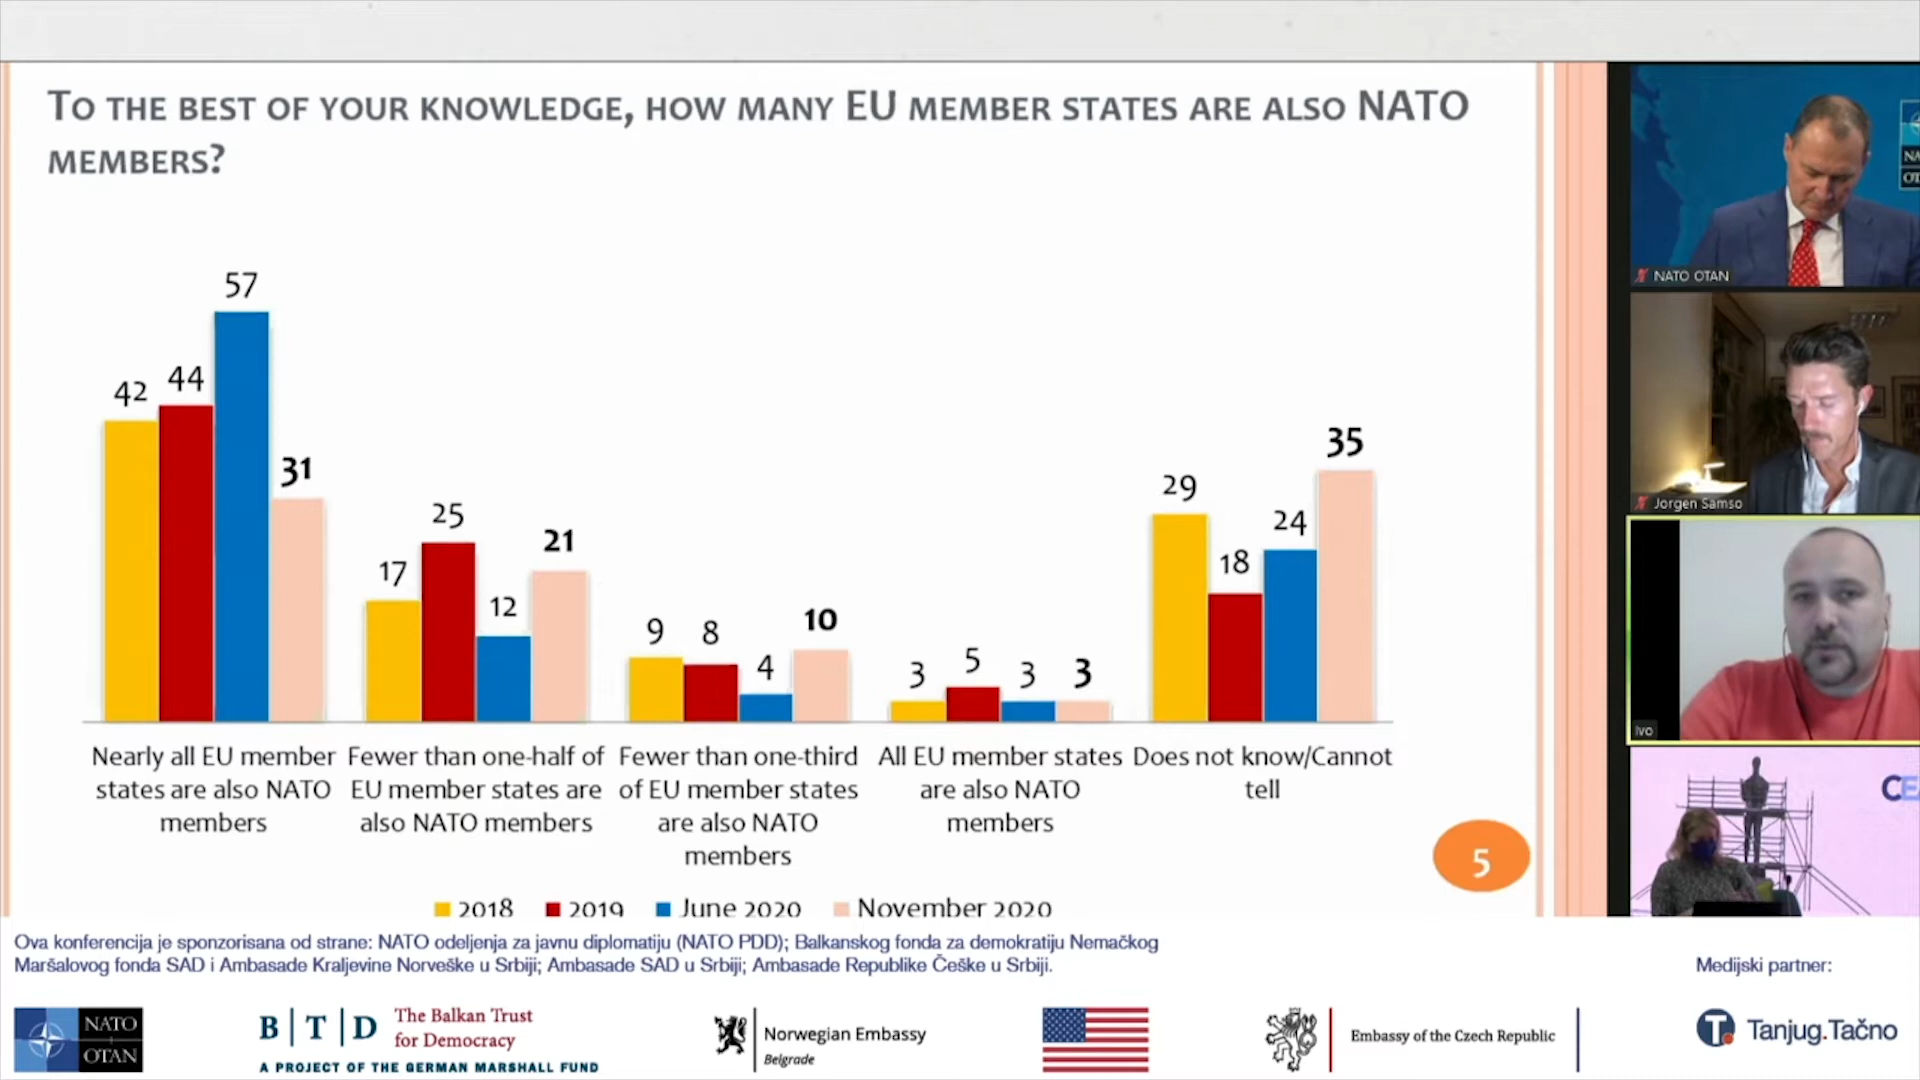 TO THE BEST OF YOUR KNOWLEDGE, HOW MANY EU MEMBER STATES ARE ALSO NATO
MEMBERS?
57
42
44
31
17
25
12
21
9
8
4
10
3
5
3
3
29
18
24
35
Nearly all EU member
states are also NATO
members
Fewer than one-half of
EU member states are
also NATO members
Fewer than one-third
of EU member states
are also NATO
members
All EU member states
are also NATO
members
Does not know/Cannot
tell
5
2018
2019
June 2020
November 2020
NATO OTAN
Jorgen Samso
Ivo
Ova konferencija je sponzorisana od strane: NATO odeljenja za javnu diplomatiju (NATO PDD); Balkanskog fonda za demokratiju Nemačkog
Maršalovog fonda SAD i Ambasade Kraljevine Norveške u Srbiji; Ambasade SAD u Srbiji; Ambasade Republike Češke u Srbiji.
Medijski partner:
NATO
OTAN
B|T|D
The Balkan Trust
for Democracy
A PROJECT OF THE GERMAN MARSHALL FUND
Norwegian Embassy
Belgrade
Embassy of the Czech Republic
Tanjug.Tačno